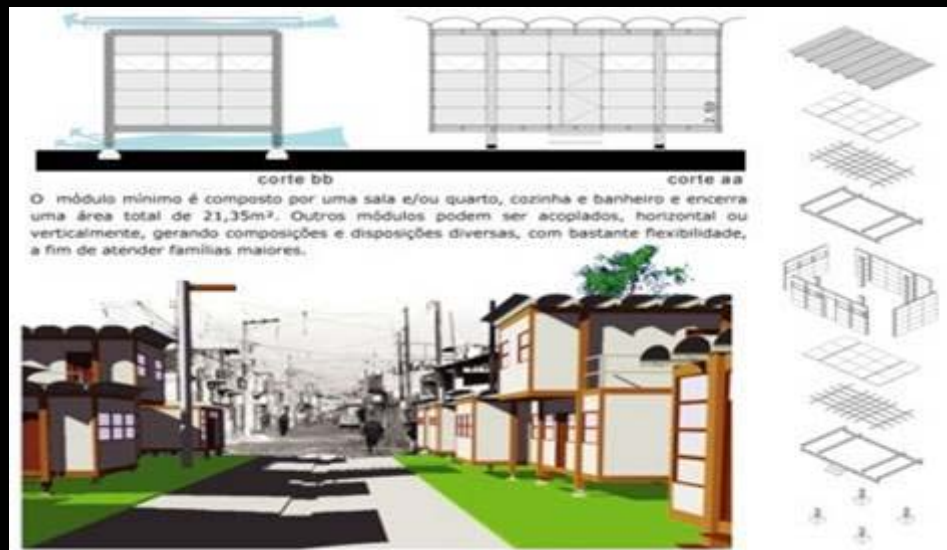 corte bb
corte aa
O módulo mínimo é composto por uma sala e/ou quarto, cozinha e banheiro e encerra
uma área total de 21,35m². Outros módulos podem ser acoplados, horizontal ou
verticalmente, gerando composições e disposições diversas, com bastante flexibilidade,
a fim de atender famílias maiores.